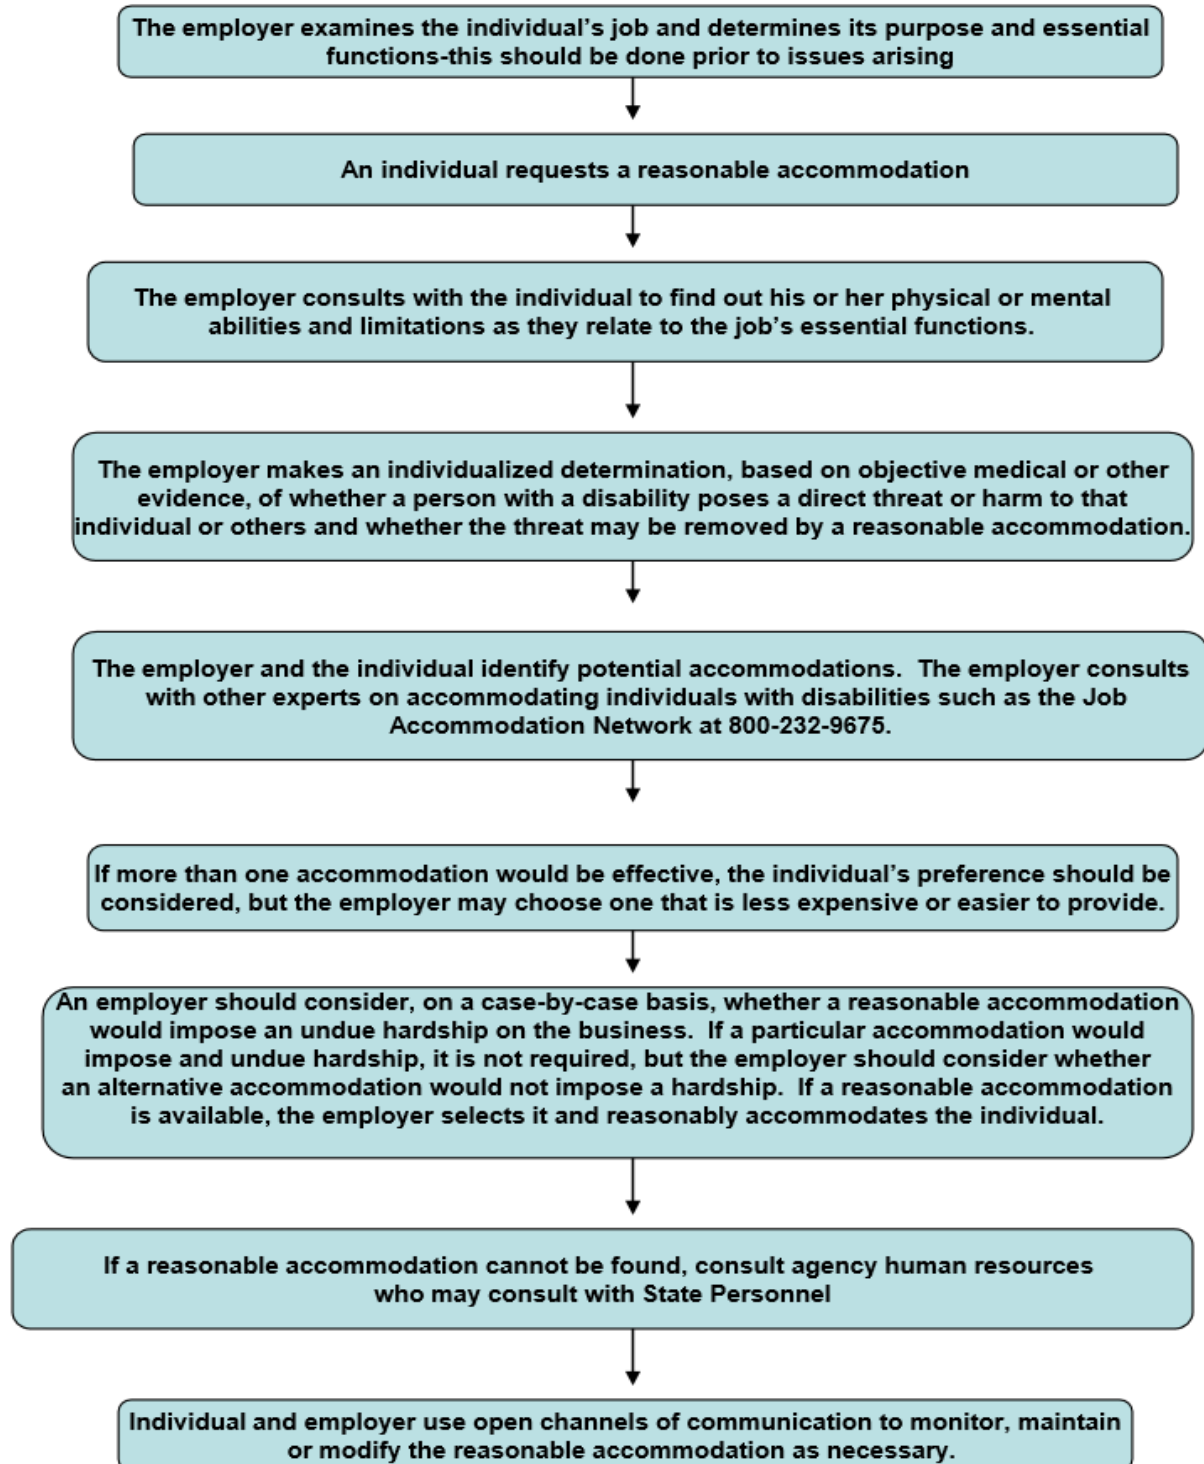 The employer examines the individual’s job and determines its purpose and essential
functions-this should be done prior to issues arising
An individual requests a reasonable accommodation
The employer consults with the individual to find out his or her physical or mental
abilities and limitations as they relate to the job’s essential functions.
The employer makes an individualized determination, based on objective medical or other
evidence, of whether a person with a disability poses a direct threat or harm to that
individual or others and whether the threat may be removed by a reasonable accommodation.
The employer and the individual identify potential accommodations.  The employer consults
with other experts on accommodating individuals with disabilities such as the Job
Accommodation Network at 800-232-9675.
If more than one accommodation would be effective, the individual’s preference should be
considered, but the employer may choose one that is less expensive or easier to provide.
An employer should consider, on a case-by-case basis, whether a reasonable accommodation
would impose an undue hardship on the business.  If a particular accommodation would
impose and undue hardship, it is not required, but the employer should consider whether
an alternative accommodation would not impose a hardship.  If a reasonable accommodation
is available, the employer selects it and reasonably accommodates the individual.
If a reasonable accommodation cannot be found, consult agency human resources
who may consult with State Personnel
Individual and employer use open channels of communication to monitor, maintain
or modify the reasonable accommodation as necessary.